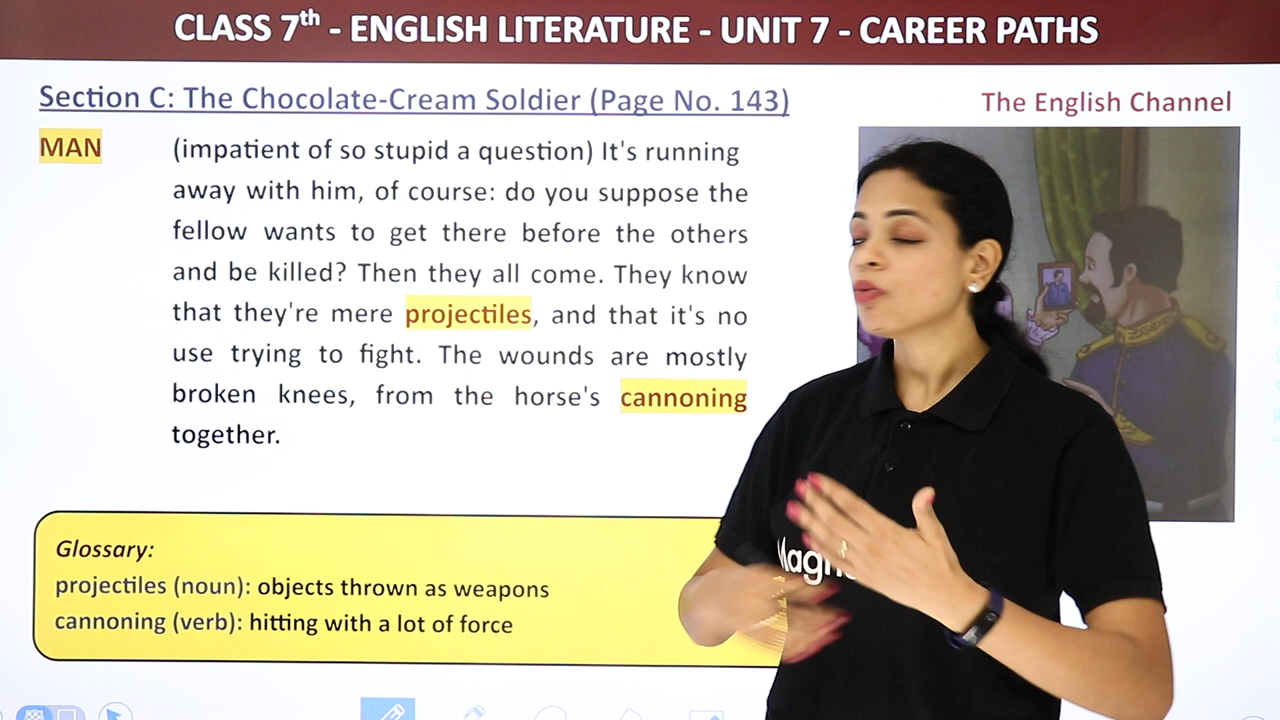 CLASS 7th - ENGLISH LITERATURE - UNIT 7 - CAREER PATHS
Section C: The Chocolate-Cream Soldier (Page No. 143)
The English Channel
MAN
(impatient of so stupid a question) It's running
away with him, of course: do you suppose the
fellow wants to get there before the others
and be killed? Then they all come. They know
that they're mere projectiles, and that it's no
use trying to fight. The wounds are mostly
broken knees, from the horse's cannoning
together.
Glossary:
projectiles (noun): objects thrown as weapons
cannoning (verb): hitting with a lot of force